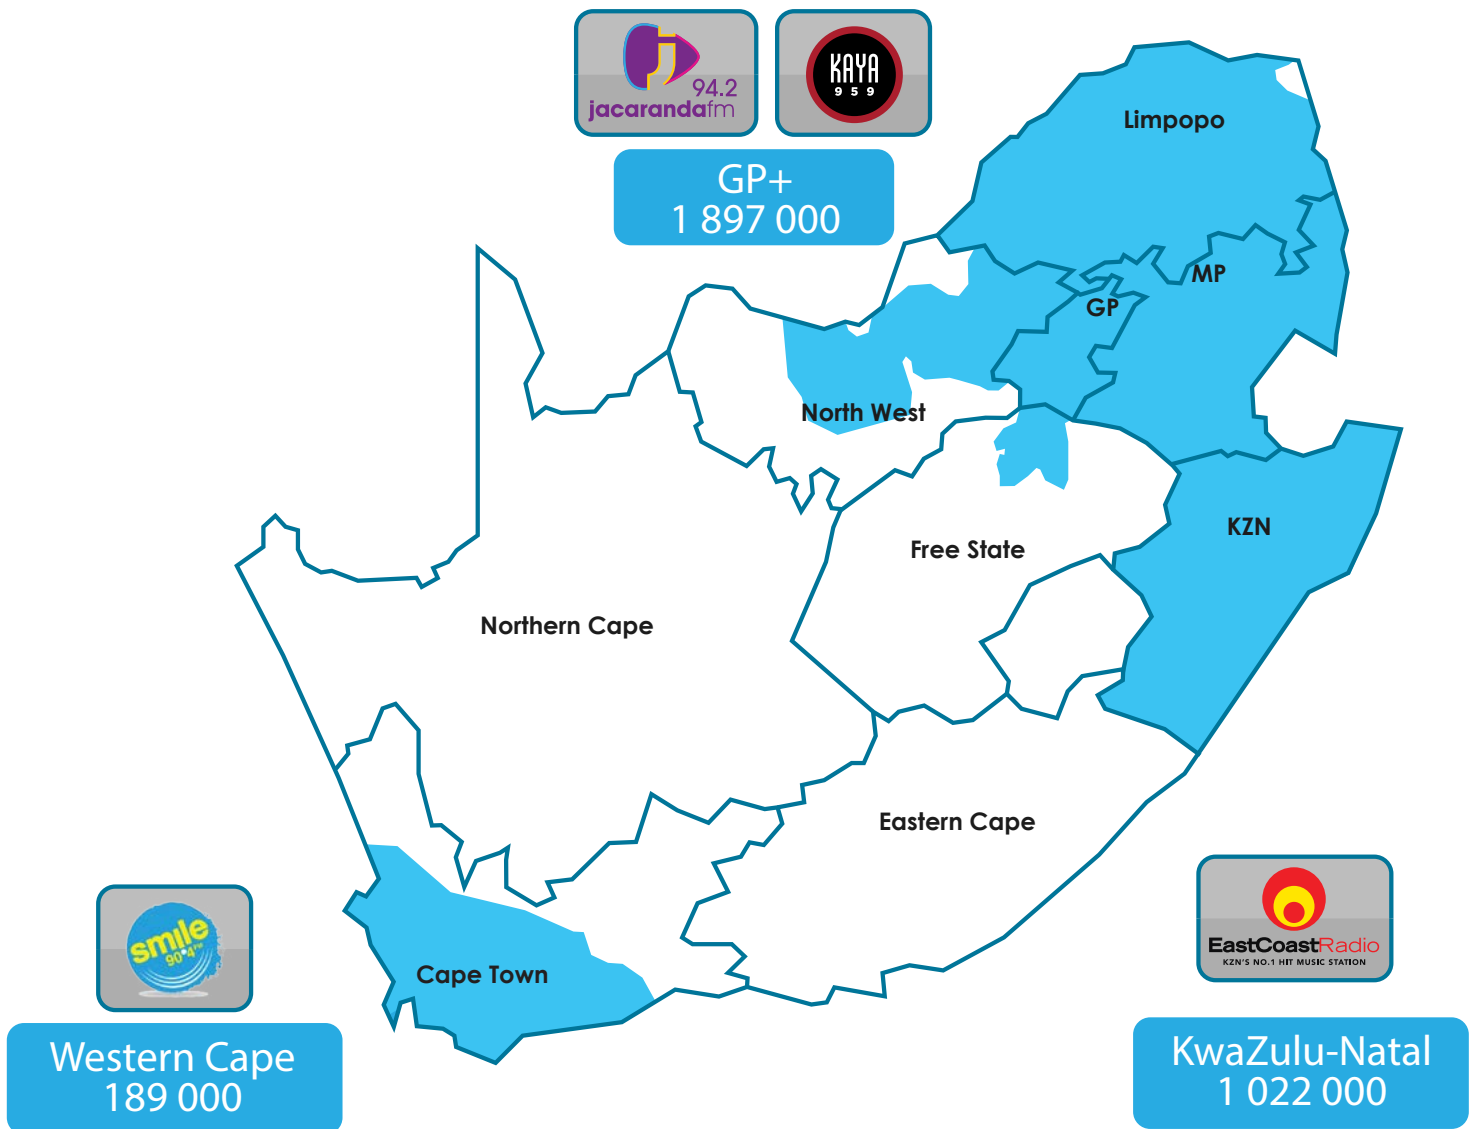 94.2
jacarandafm
KAYA
959
GP+
1 897 000
Limpopo
MP
GP
North West
KZN
Free State
Northern Cape
Eastern Cape
Cape Town
smile
90•4FM
Western Cape
189 000
EastCoastRadio
KZN'S NO.1 HIT MUSIC STATION
KwaZulu-Natal
1 022 000